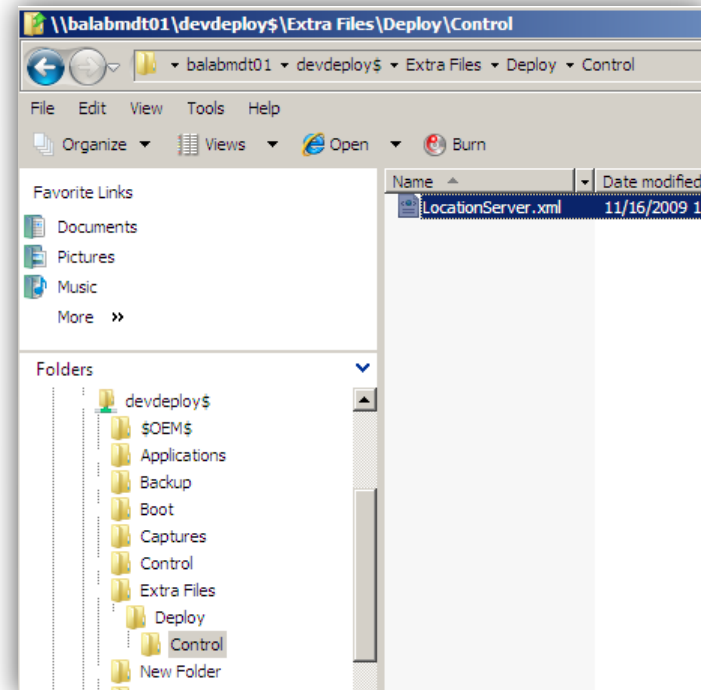 \\balabmdt01\devdeploy$\Extra Files\Deploy\Control
balabmdt01 devdeploy$ Extra Files Deploy Control
File Edit View Tools Help
Organize Views Open Burn
Name Date modified
LocationServer.xml 11/16/2009 1
Favorite Links
Documents
Pictures
Music
More »
Folders
devdeploy$
$OEM$
Applications
Backup
Boot
Captures
Control
Extra Files
Deploy
Control
New Folder